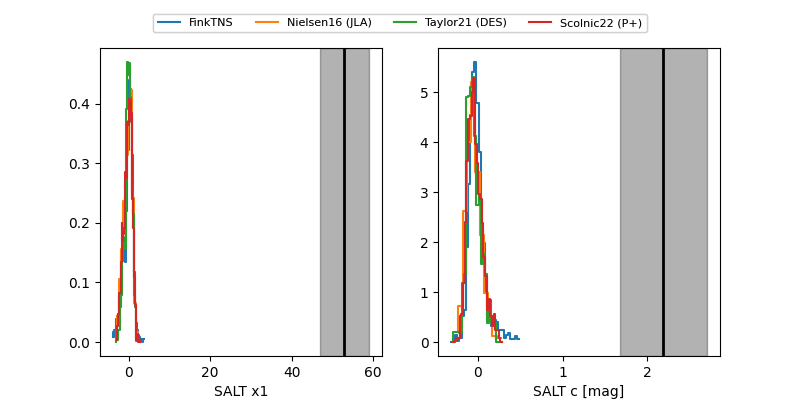 FinkTNS Nielsen16 (JLA) Taylor21 (DES) Scolnic22 (P+)
0.4
0.3
0.2
0.1
0.0
0 20 40 60
SALT x1
5
4
3
2
1
0
0 1 2
SALT c [mag]